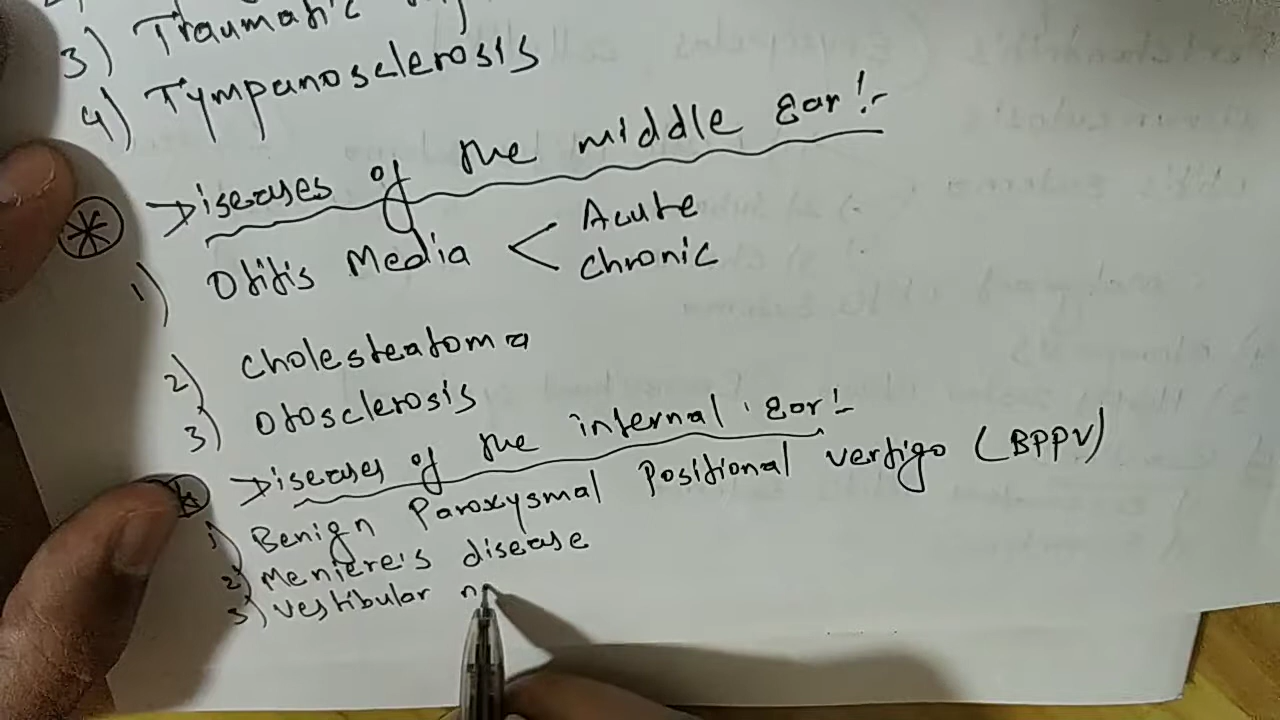 3) Traumatic
4) Tympanosclerosis
Diseases of the middle ear:-
1) Otitis Media < Acute
chronic
2) cholesteatoma
3) otosclerosis
Diseases of the internal ear:-
1) Benign Paroxysmal Positional vertigo (BPPV)
2) Meniere's disease
3) vestibular n